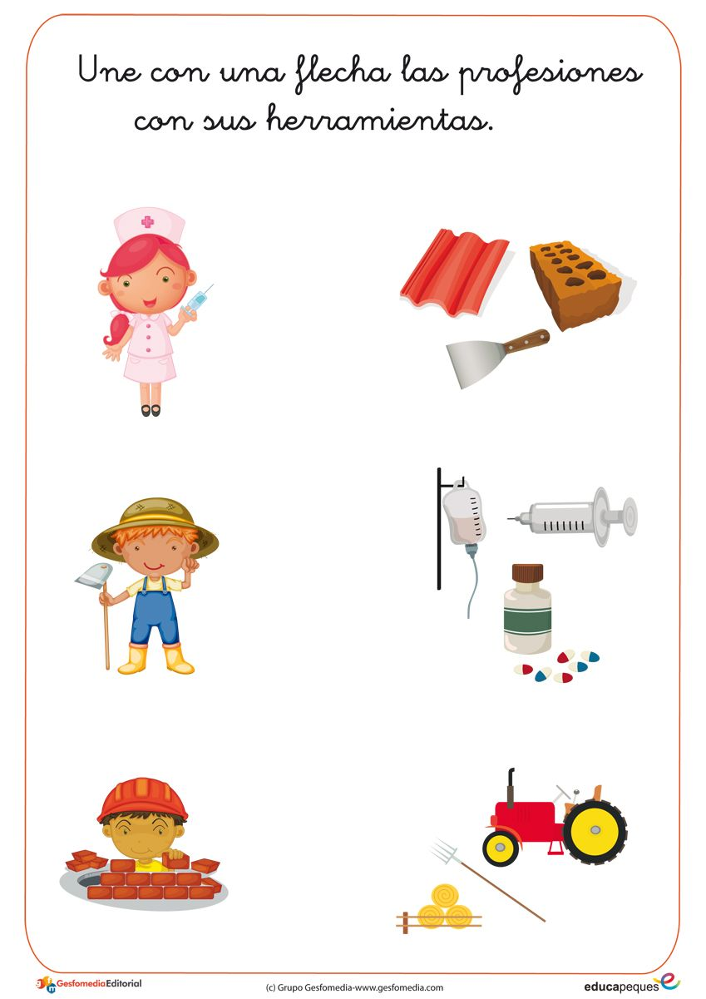 Une con una flecha las profesiones
con sus herramientas.
GesfomediaEditorial
(c) Grupo Gesfomedia-www.gesfomedia.com
educapeques